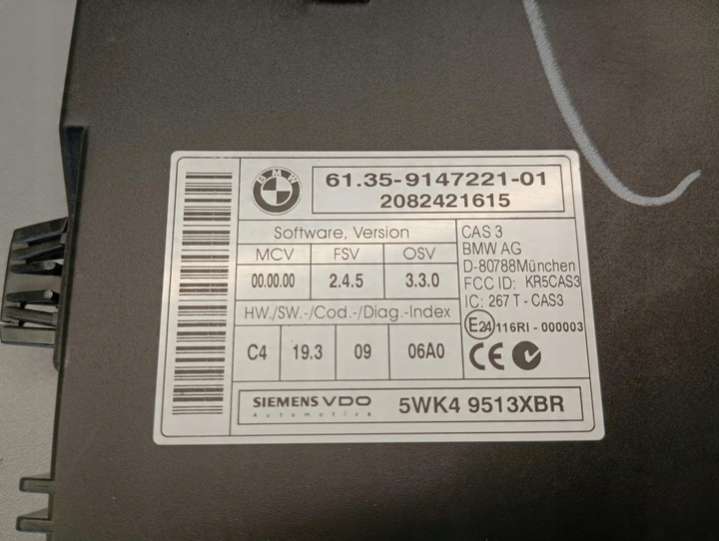 BMW
61.35-9147221-01
2082421615
Software, Version
MCV FSV OSV
00.00.00 2.4.5 3.3.0
HW./SW.-/Cod.-/Diag.-Index
C4 19.3 09 06A0
CAS 3
BMW AG
D-80788München
FCC ID: KR5CAS3
IC: 267 T - CAS3
E24 116RI - 000003
CE
SIEMENS VDO
Automotive
5WK4 9513XBR